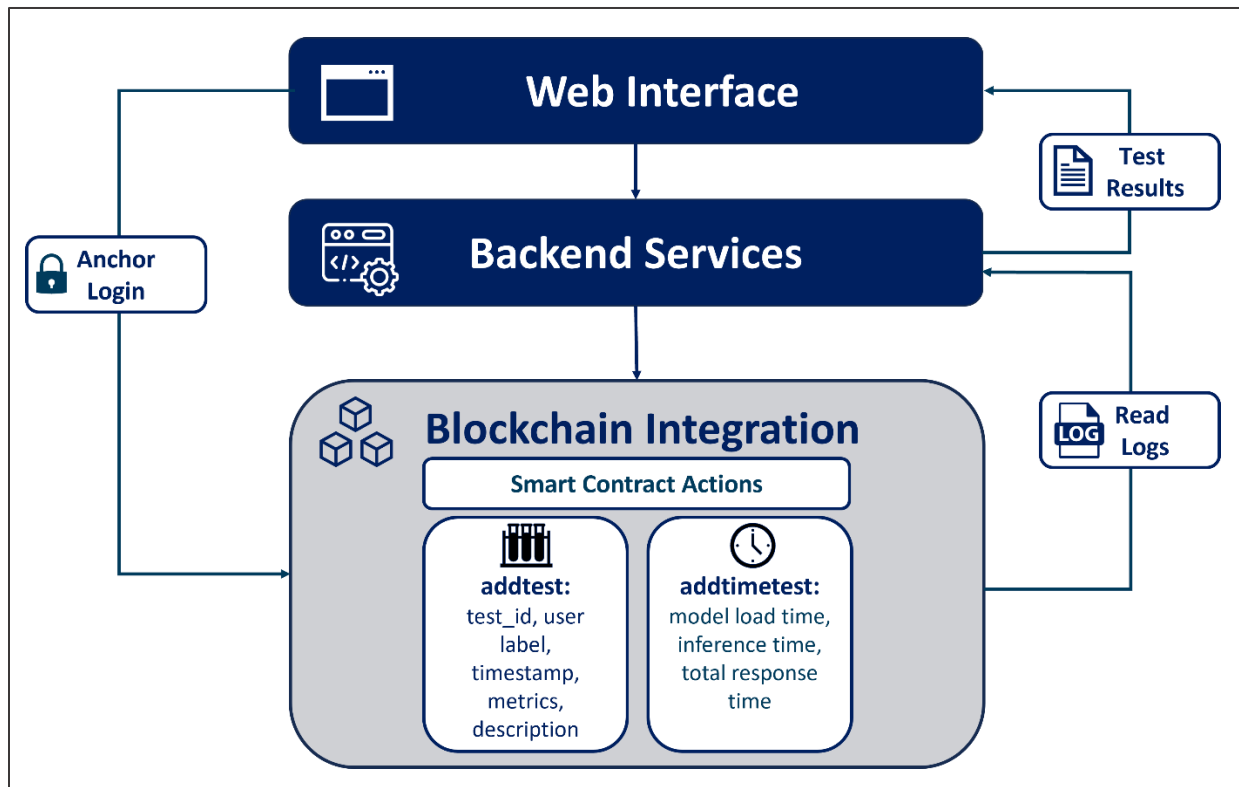 Web Interface
Test
Results
Backend Services
</>
Anchor
Login
Blockchain Integration
LOG
Read
Logs
Smart Contract Actions
addtest:
test_id, user
label,
timestamp,
metrics,
description
addtimetest:
model load time,
inference time,
total response
time